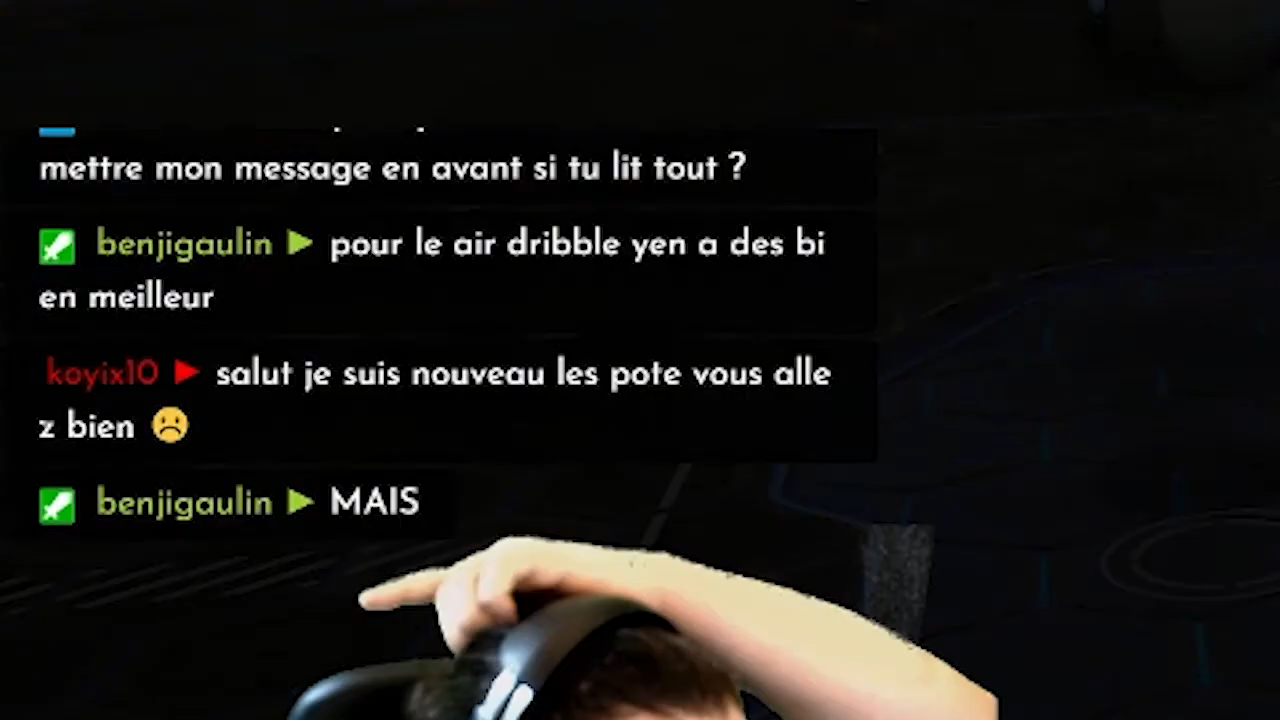 mettre mon message en avant si tu lit tout ?
benjigaulin ▶ pour le air dribble yen a des bi
en meilleur
koyix10 ▶ salut je suis nouveau les pote vous alle
z bien ☹
benjigaulin ▶ MAIS